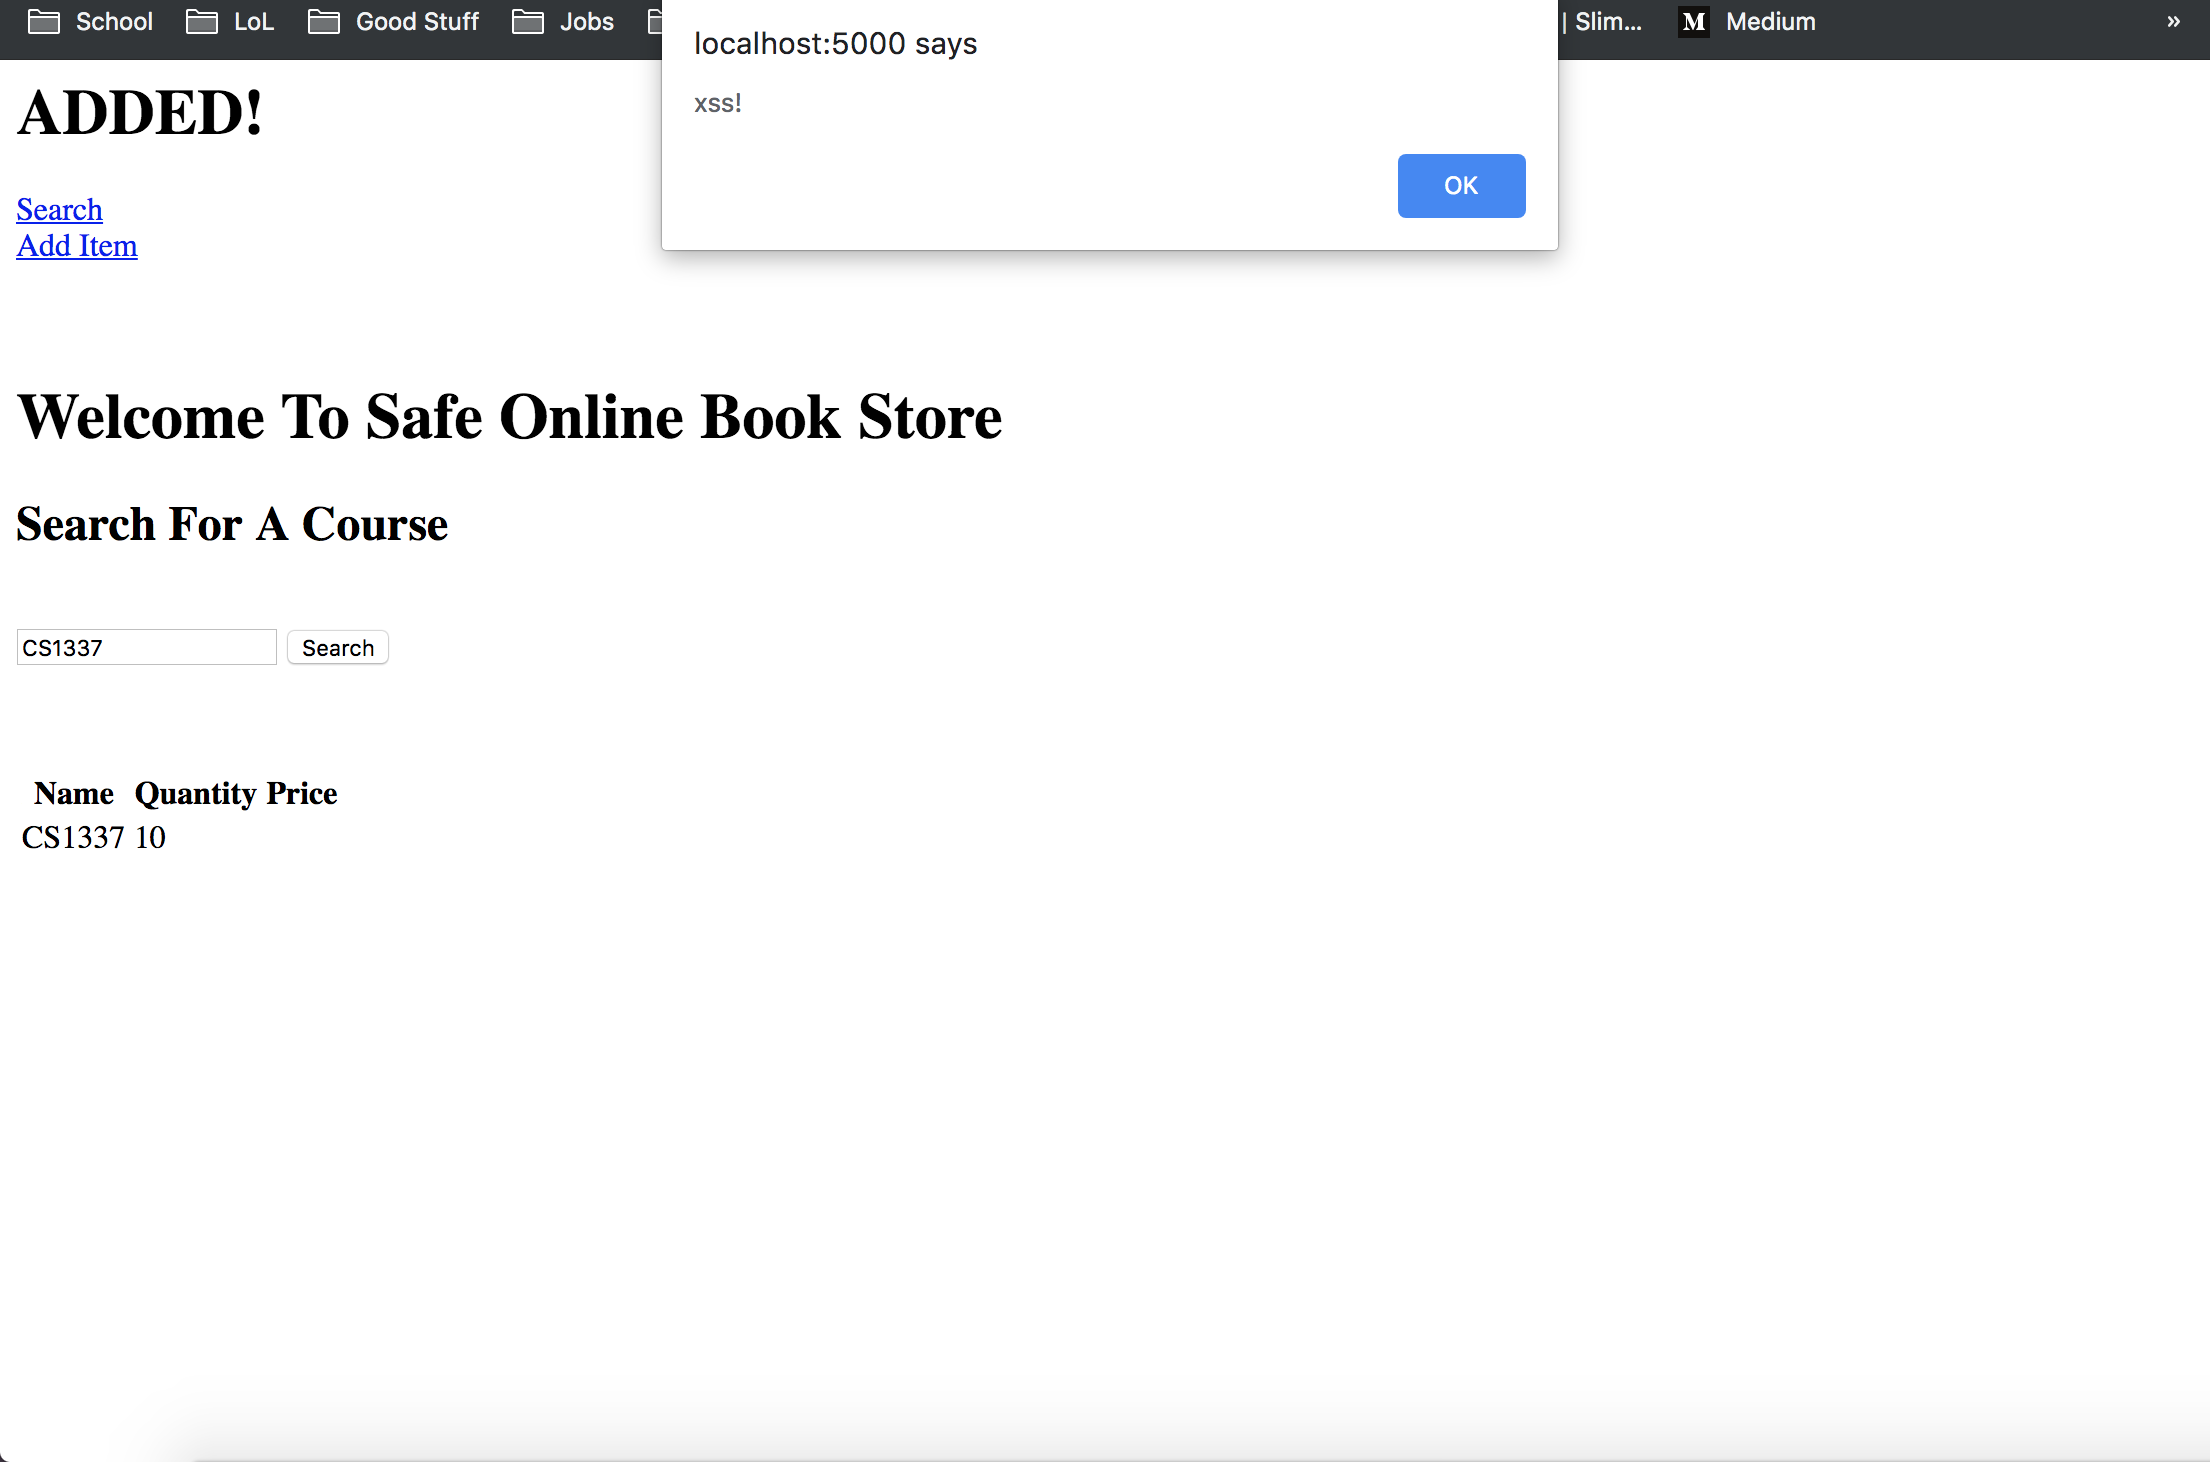 School LoL Good Stuff Jobs | Slim... M Medium »
localhost:5000 says
xss!
OK
ADDED!
Search
Add Item
Welcome To Safe Online Book Store
Search For A Course
CS1337 Search
Name Quantity Price
CS1337 10